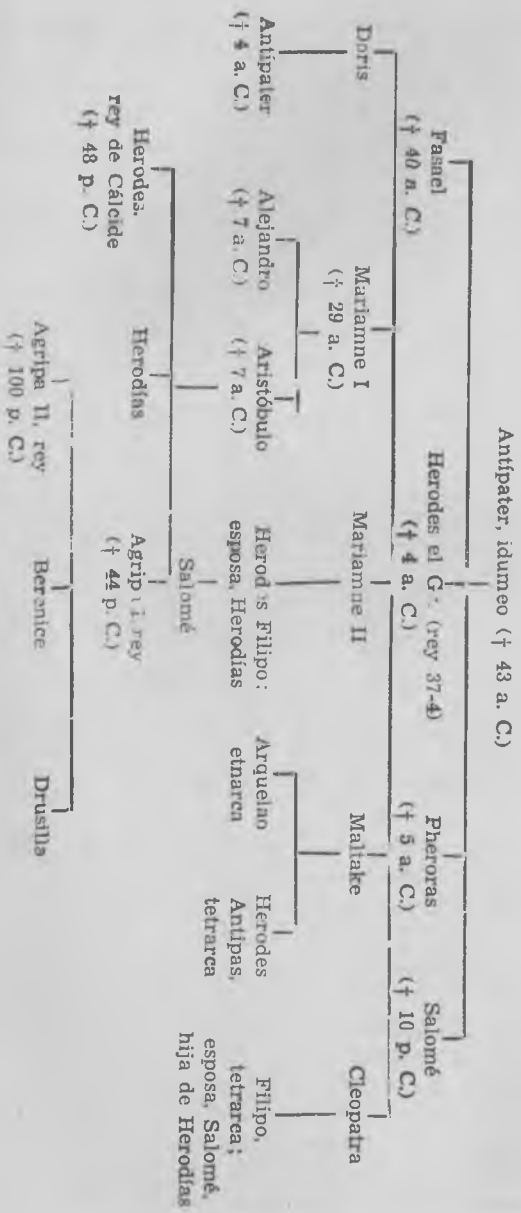 Antípater, idumeo († 43 a. C.)
Fasael
(† 40 a. C.)
Herodes el G (rey 37-4)
(† 4 a. C.)
Pheroras
(† 5 a. C.)
Salomé
(† 10 p. C.)
Doris
Mariamne I
(† 29 a. C.)
Mariamne II
Maltake
Cleopatra
Antípater
(† 4 a. C.)
Alejandro
(† 7 a. C.)
Aristóbulo
(† 7 a. C.)
Herodes Filipo;
esposa, Herodías
Arquelao
etnarca
Herodes
Antipas,
tetrarca
Filipo,
tetrarca;
esposa, Salomé,
hija de Herodías
Salomé
Herodes,
rey de Cálcide
(† 48 p. C.)
Herodías
Agripa I, rey
(† 44 p. C.)
Agripa II, rey
(† 100 p. C.)
Berenice
Drusilla